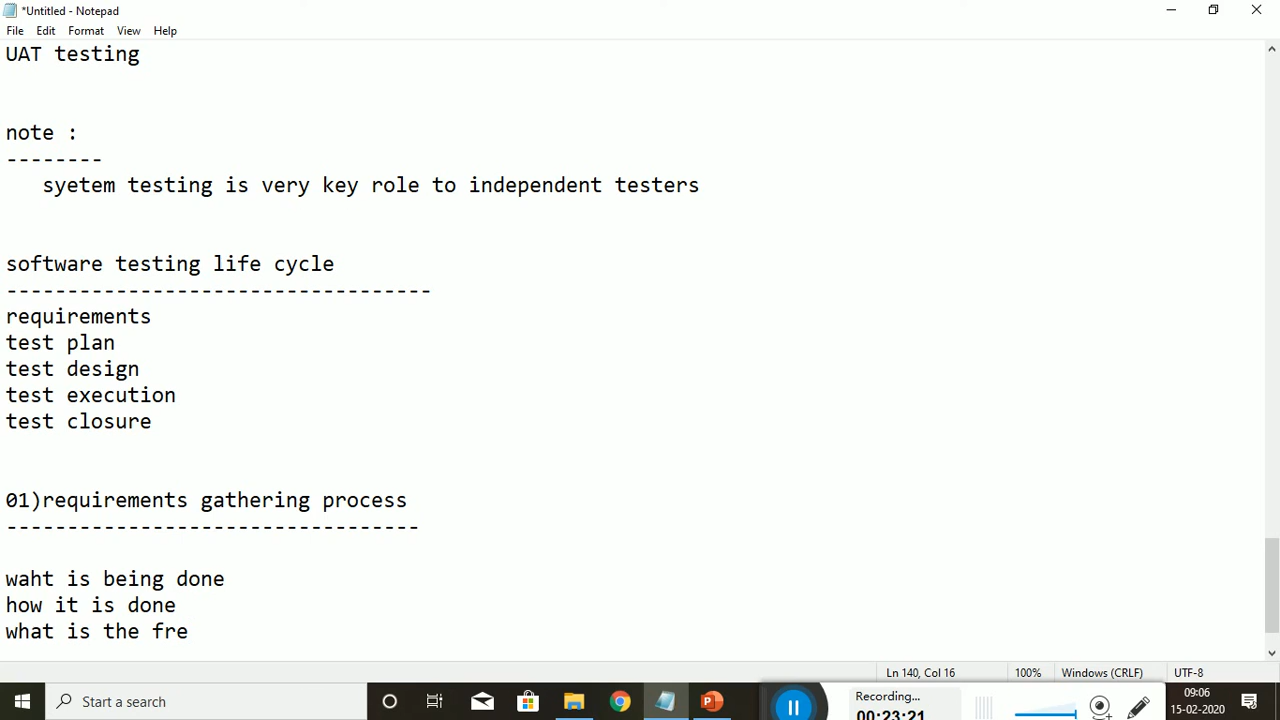 *Untitled - Notepad
File Edit Format View Help
UAT testing
note :
--------
syetem testing is very key role to independent testers
software testing life cycle
-----------------------------------
requirements
test plan
test design
test execution
test closure
01)requirements gathering process
----------------------------------
waht is being done
how it is done
what is the fre
Ln 140, Col 16 100% Windows (CRLF) UTF-8
Start a search
Recording...
00:23:21
09:06
15-02-2020